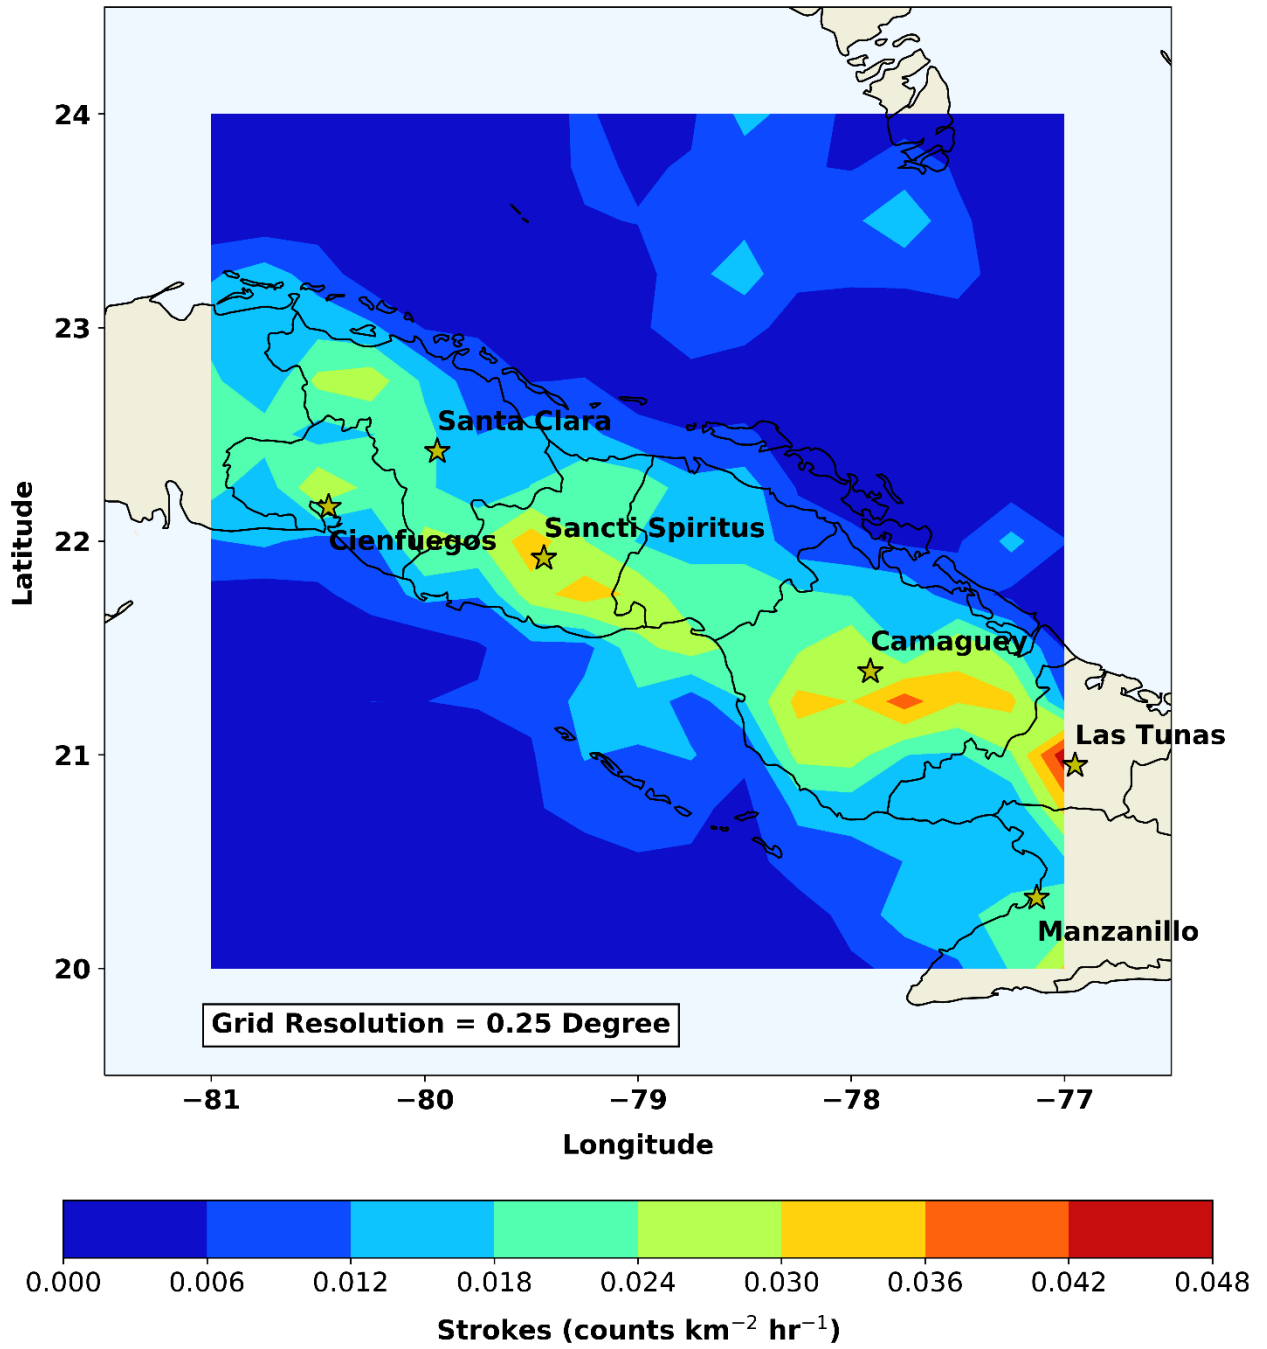 24
23
22
21
20
Latitude
Santa Clara
Cienfuegos
Sancti Spiritus
Camaguey
Las Tunas
Manzanillo
Grid Resolution = 0.25 Degree
−81 −80 −79 −78 −77
Longitude
0.000 0.006 0.012 0.018 0.024 0.030 0.036 0.042 0.048
Strokes (counts km⁻² hr⁻¹)